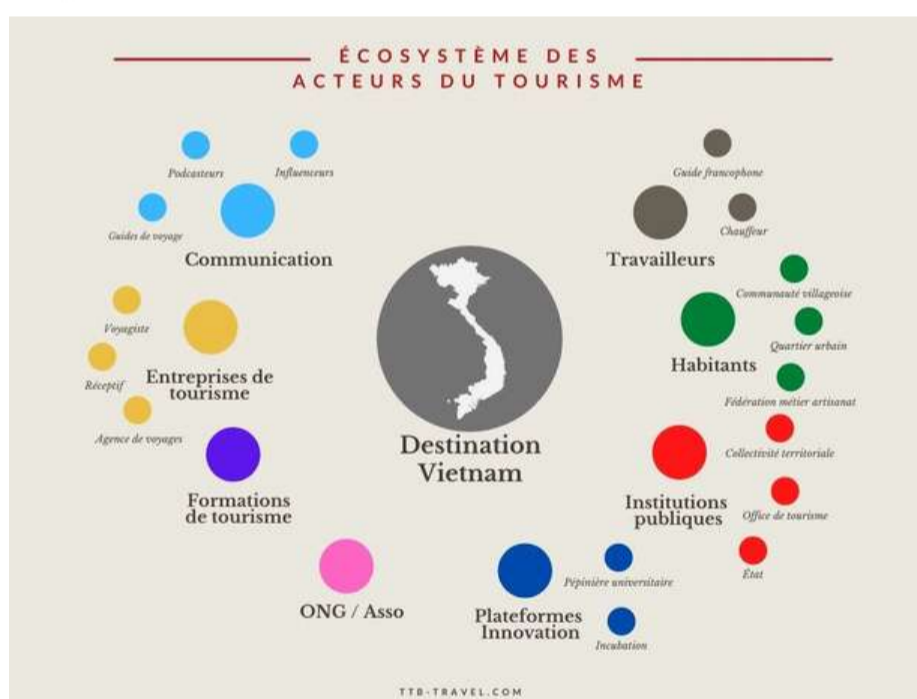 ÉCOSYSTÈME DES
ACTEURS DU TOURISME
Podcasteurs
Influenceurs
Guides de voyage
Communication
Guide francophone
Chauffeur
Travailleurs
Communauté villageoise
Quartier urbain
Habitants
Fédération métier artisanat
Voyagiste
Réceptif
Entreprises de
tourisme
Agence de voyages
Destination
Vietnam
Collectivité territoriale
Institutions
publiques
Office de tourisme
État
Formations
de tourisme
ONG / Asso
Pépinière universitaire
Plateformes
Innovation
Incubation
TTB-TRAVEL.COM